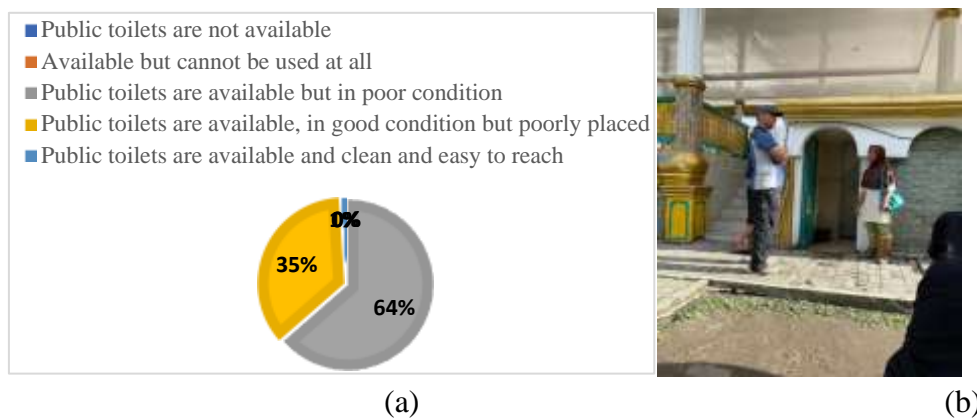 Public toilets are not available
Available but cannot be used at all
Public toilets are available but in poor condition
Public toilets are available, in good condition but poorly placed
Public toilets are available and clean and easy to reach
35%
64%
(a)
(b)